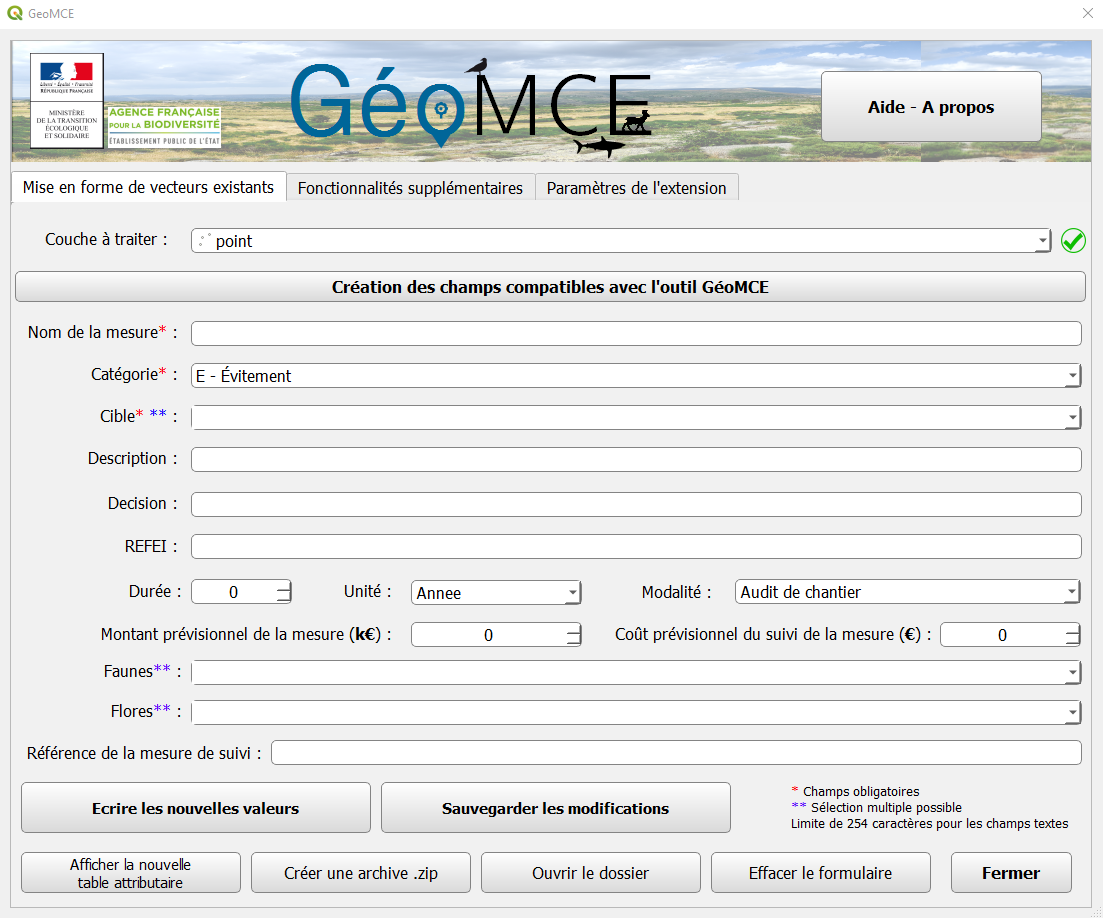 GeoMCE
Liberté • Égalité • Fraternité
RÉPUBLIQUE FRANÇAISE
MINISTÈRE
DE LA TRANSITION
ÉCOLOGIQUE
ET SOLIDAIRE
AGENCE FRANÇAISE
POUR LA BIODIVERSITÉ
ÉTABLISSEMENT PUBLIC DE L'ÉTAT
GéoMCE
Aide - A propos
Mise en forme de vecteurs existants
Fonctionnalités supplémentaires
Paramètres de l'extension
Couche à traiter :
point
Création des champs compatibles avec l'outil GéoMCE
Nom de la mesure* :
Catégorie* :
E - Évitement
Cible* ** :
Description :
Decision :
REFEI :
Durée :
0
Unité :
Annee
Modalité :
Audit de chantier
Montant prévisionnel de la mesure (k€) :
0
Coût prévisionnel du suivi de la mesure (€) :
0
Faunes** :
Flores** :
Référence de la mesure de suivi :
Ecrire les nouvelles valeurs
Sauvegarder les modifications
* Champs obligatoires
** Sélection multiple possible
Limite de 254 caractères pour les champs textes
Afficher la nouvelle
table attributaire
Créer une archive .zip
Ouvrir le dossier
Effacer le formulaire
Fermer